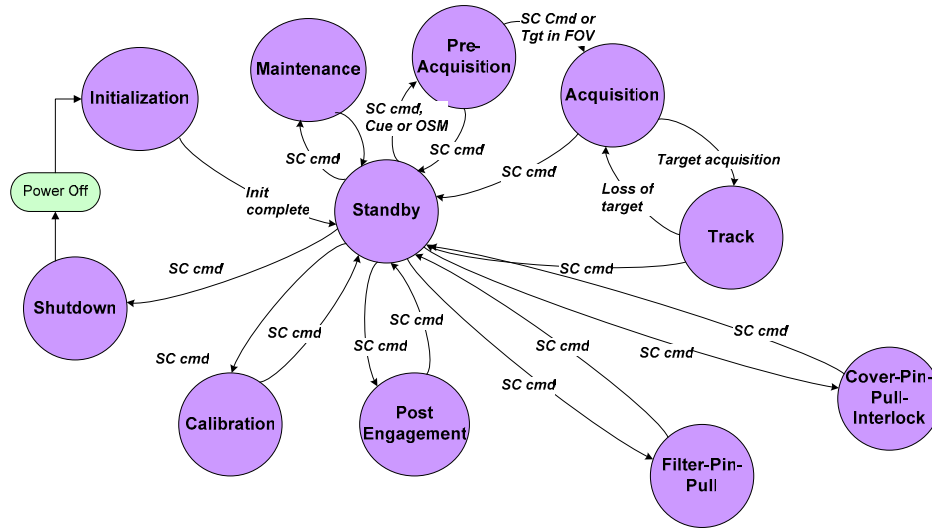 SC Cmd or
Tgt in FOV
Pre-
Acquisition
Maintenance
Initialization
Acquisition
SC cmd,
Cue or OSM
SC cmd
SC cmd
SC cmd
Target acquisition
Power Off
Init
complete
Loss of
target
Standby
Track
SC cmd
SC cmd
Shutdown
SC cmd
SC cmd
SC cmd
SC cmd
SC cmd
SC cmd
SC cmd
SC cmd
Cover-Pin-
Pull-
Interlock
Calibration
Post
Engagement
Filter-Pin-
Pull